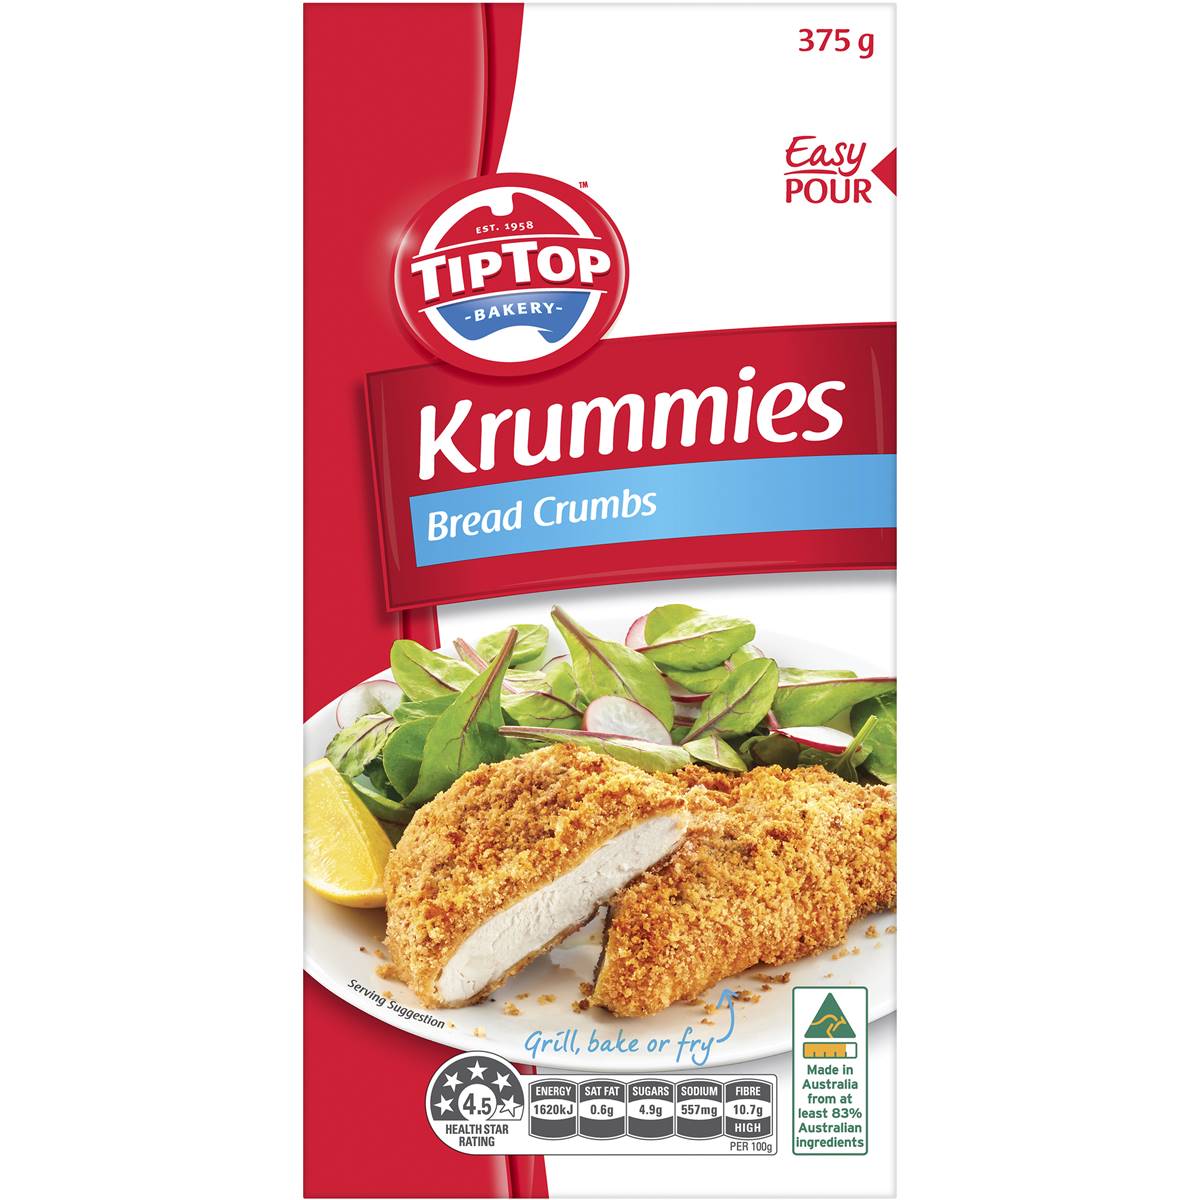 375 g
Easy
POUR
TM
EST. 1958
TIP TOP
-BAKERY-
Krummies
Bread Crumbs
Serving Suggestion
Grill, bake or fry
4.5
HEALTH STAR
RATING
ENERGY SAT FAT SUGARS SODIUM FIBRE
1620kJ 0.6g 4.9g 557mg 10.7g
HIGH
PER 100g
Made in
Australia
from at
least 83%
Australian
ingredients